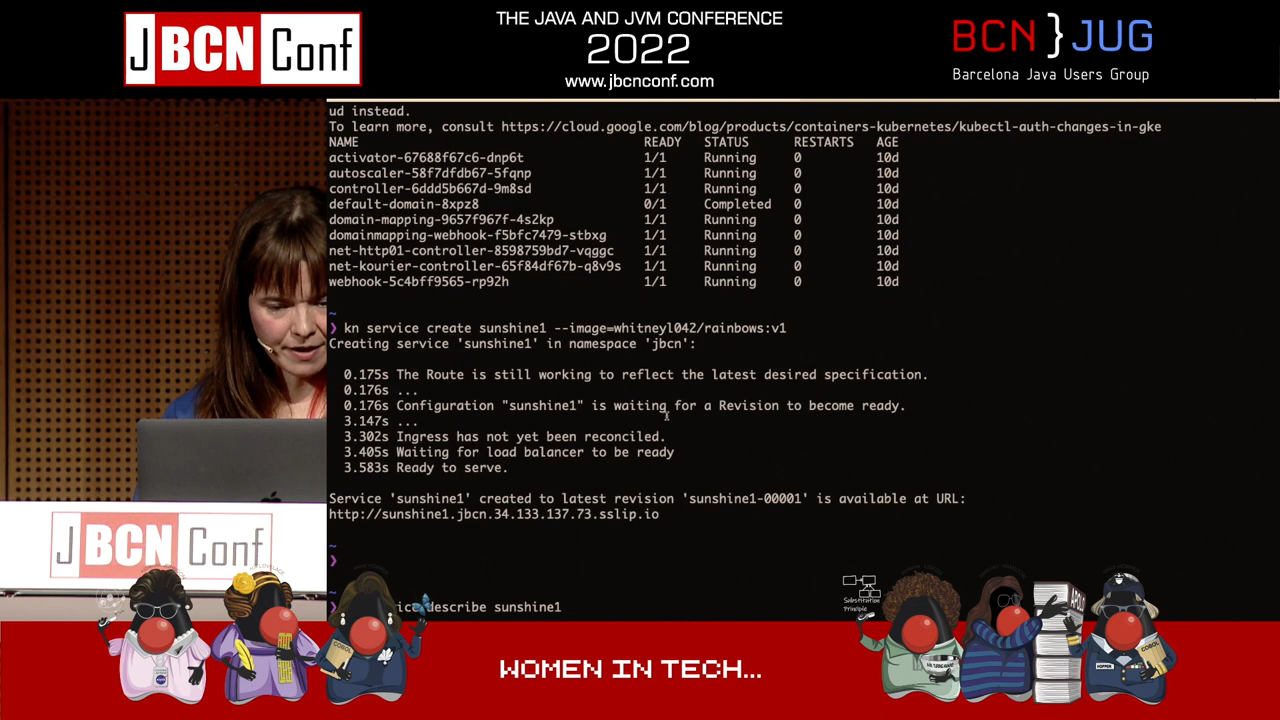 JBCNConf
THE JAVA AND JVM CONFERENCE
2022
www.jbcnconf.com
BCN}JUG
Barcelona Java Users Group
ud instead.
To learn more, consult https://cloud.google.com/blog/products/containers-kubernetes/kubectl-auth-changes-in-gke
NAME READY STATUS RESTARTS AGE
activator-67688f67c6-dnp6t 1/1 Running 0 10d
autoscaler-58f7dfdb67-5fqnp 1/1 Running 0 10d
controller-6ddd5b667d-9m8sd 1/1 Running 0 10d
default-domain-8xpz8 0/1 Completed 0 10d
domain-mapping-9657f967f-4s2kp 1/1 Running 0 10d
domainmapping-webhook-f5bfc7479-stbxg 1/1 Running 0 10d
net-http01-controller-8598759bd7-vqggc 1/1 Running 0 10d
net-kourier-controller-65f84df67b-q8v9s 1/1 Running 0 10d
webhook-5c4bff9565-rp92h 1/1 Running 0 10d
~
❯ kn service create sunshine1 --image=whitneyl042/rainbows:v1
Creating service 'sunshine1' in namespace 'jbcn':
0.175s The Route is still working to reflect the latest desired specification.
0.176s ...
0.176s Configuration "sunshine1" is waiting for a Revision to become ready.
3.147s ...
3.302s Ingress has not yet been reconciled.
3.405s Waiting for load balancer to be ready
3.583s Ready to serve.
Service 'sunshine1' created to latest revision 'sunshine1-00001' is available at URL:
http://sunshine1.jbcn.34.133.137.73.sslip.io
~
❯
~
describe sunshine1
JBCNConf
Substitution
Principle
COBOL
APOLLO
COBOL
HOPPER
WOMEN IN TECH...